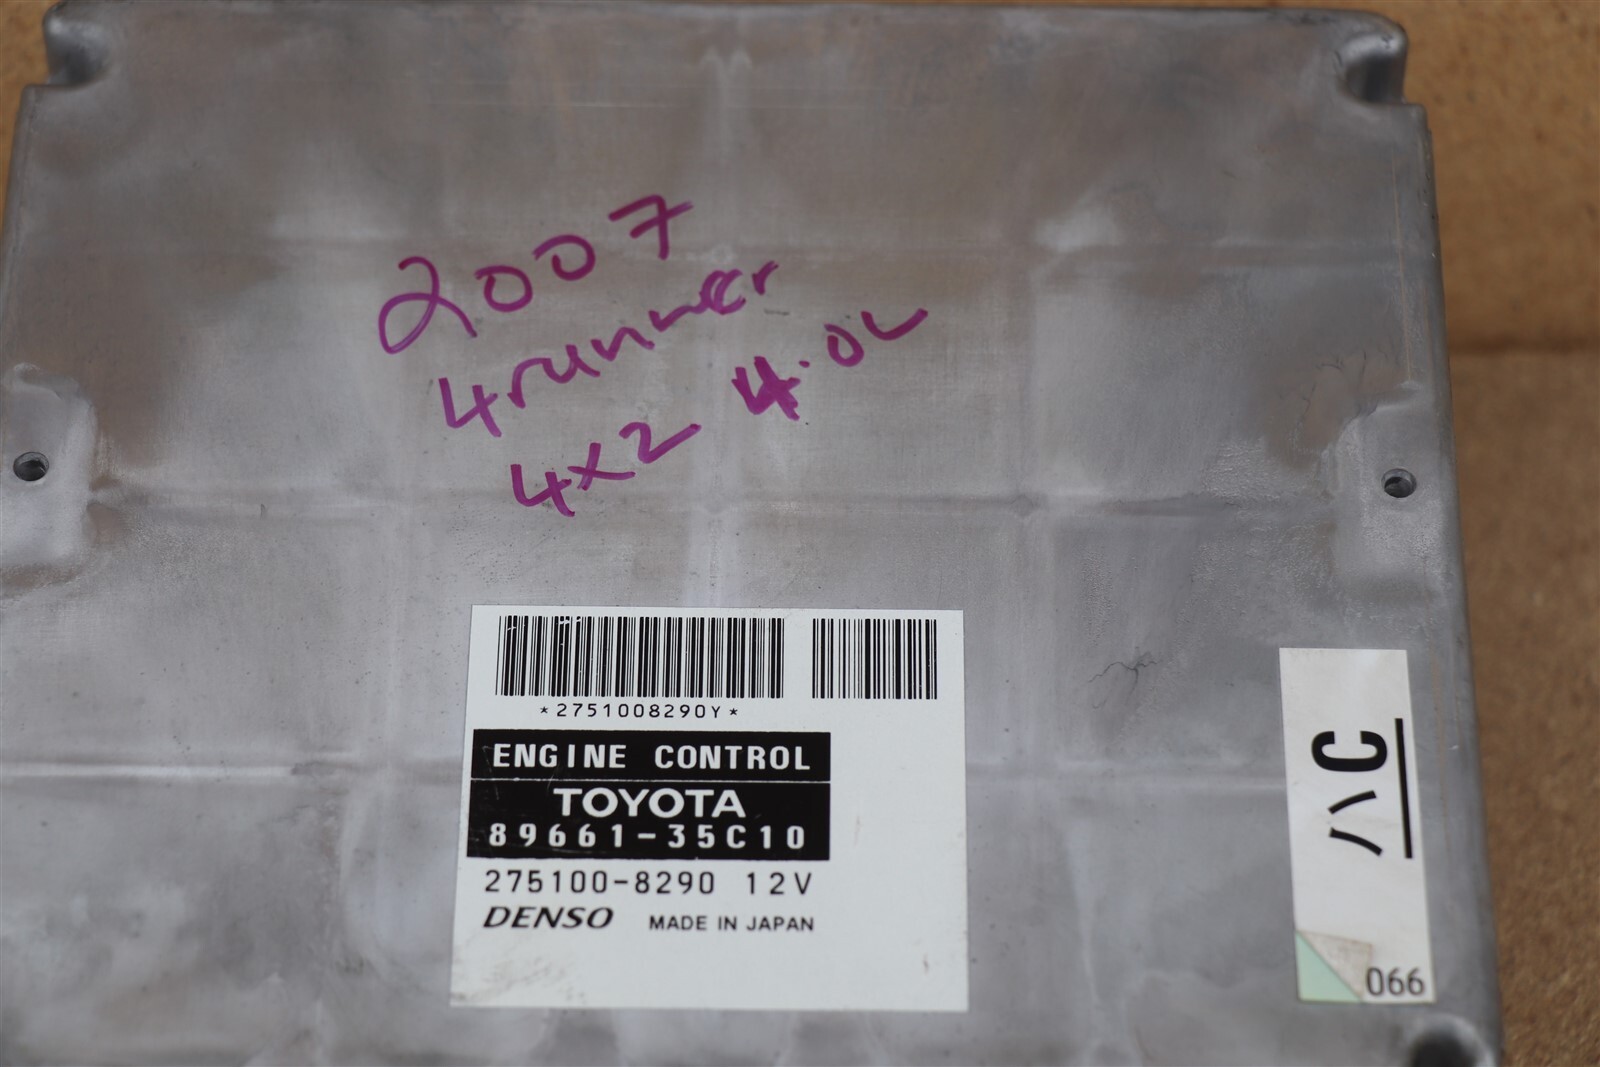 2007
4runner
4x2 4.0L
*2751008290Y*
ENGINE CONTROL
TOYOTA
89661-35C10
275100-8290 12V
DENSO MADE IN JAPAN
ハC
066